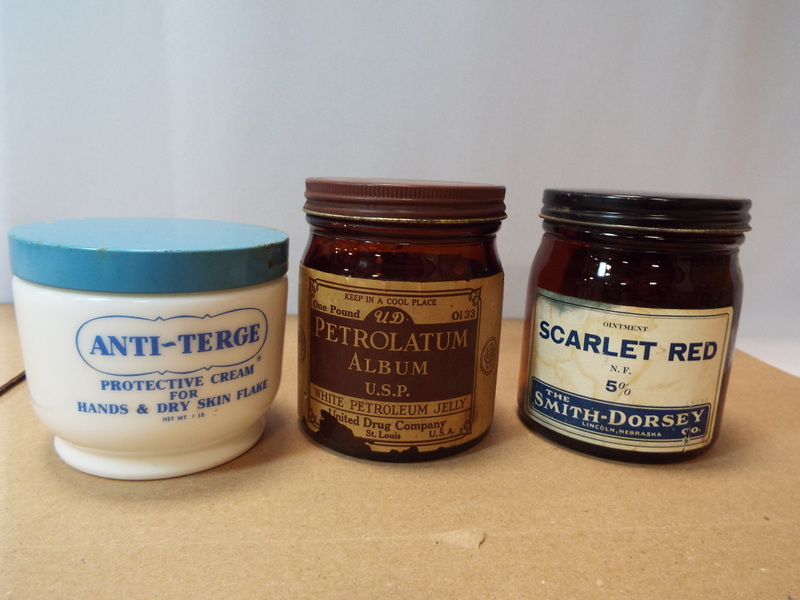 ANTI-TERGE
®
PROTECTIVE CREAM
FOR
HANDS & DRY SKIN FLAKE
NET WT. 1 LB.
KEEP IN A COOL PLACE
One Pound U.D. O133
PETROLATUM
ALBUM
U.S.P.
WHITE PETROLEUM JELLY
United Drug Company
St. Louis U.S.A.
OINTMENT
SCARLET RED
N.F.
5%
THE
SMITH-DORSEY
LINCOLN, NEBRASKA CO.